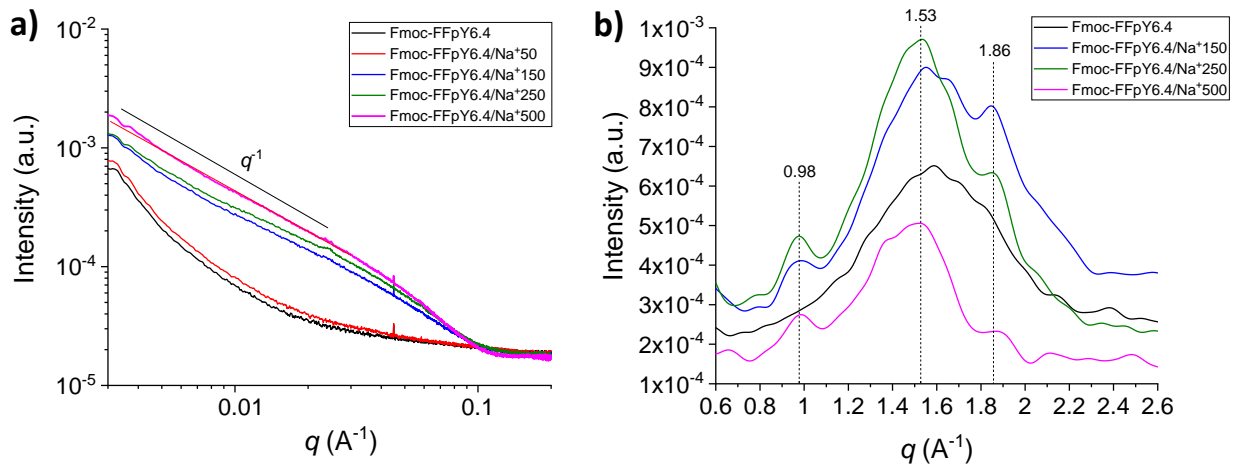 a)
Intensity (a.u.)
10⁻²
10⁻³
10⁻⁴
10⁻⁵
0.01
0.1
q (A⁻¹)
q⁻¹
Fmoc-FFpY6.4
Fmoc-FFpY6.4/Na⁺50
Fmoc-FFpY6.4/Na⁺150
Fmoc-FFpY6.4/Na⁺250
Fmoc-FFpY6.4/Na⁺500
b)
Intensity (a.u.)
1x10⁻³
9x10⁻⁴
8x10⁻⁴
7x10⁻⁴
6x10⁻⁴
5x10⁻⁴
4x10⁻⁴
3x10⁻⁴
2x10⁻⁴
1x10⁻⁴
0.6 0.8 1 1.2 1.4 1.6 1.8 2 2.2 2.4 2.6
q (A⁻¹)
0.98
1.53
1.86
Fmoc-FFpY6.4
Fmoc-FFpY6.4/Na⁺150
Fmoc-FFpY6.4/Na⁺250
Fmoc-FFpY6.4/Na⁺500